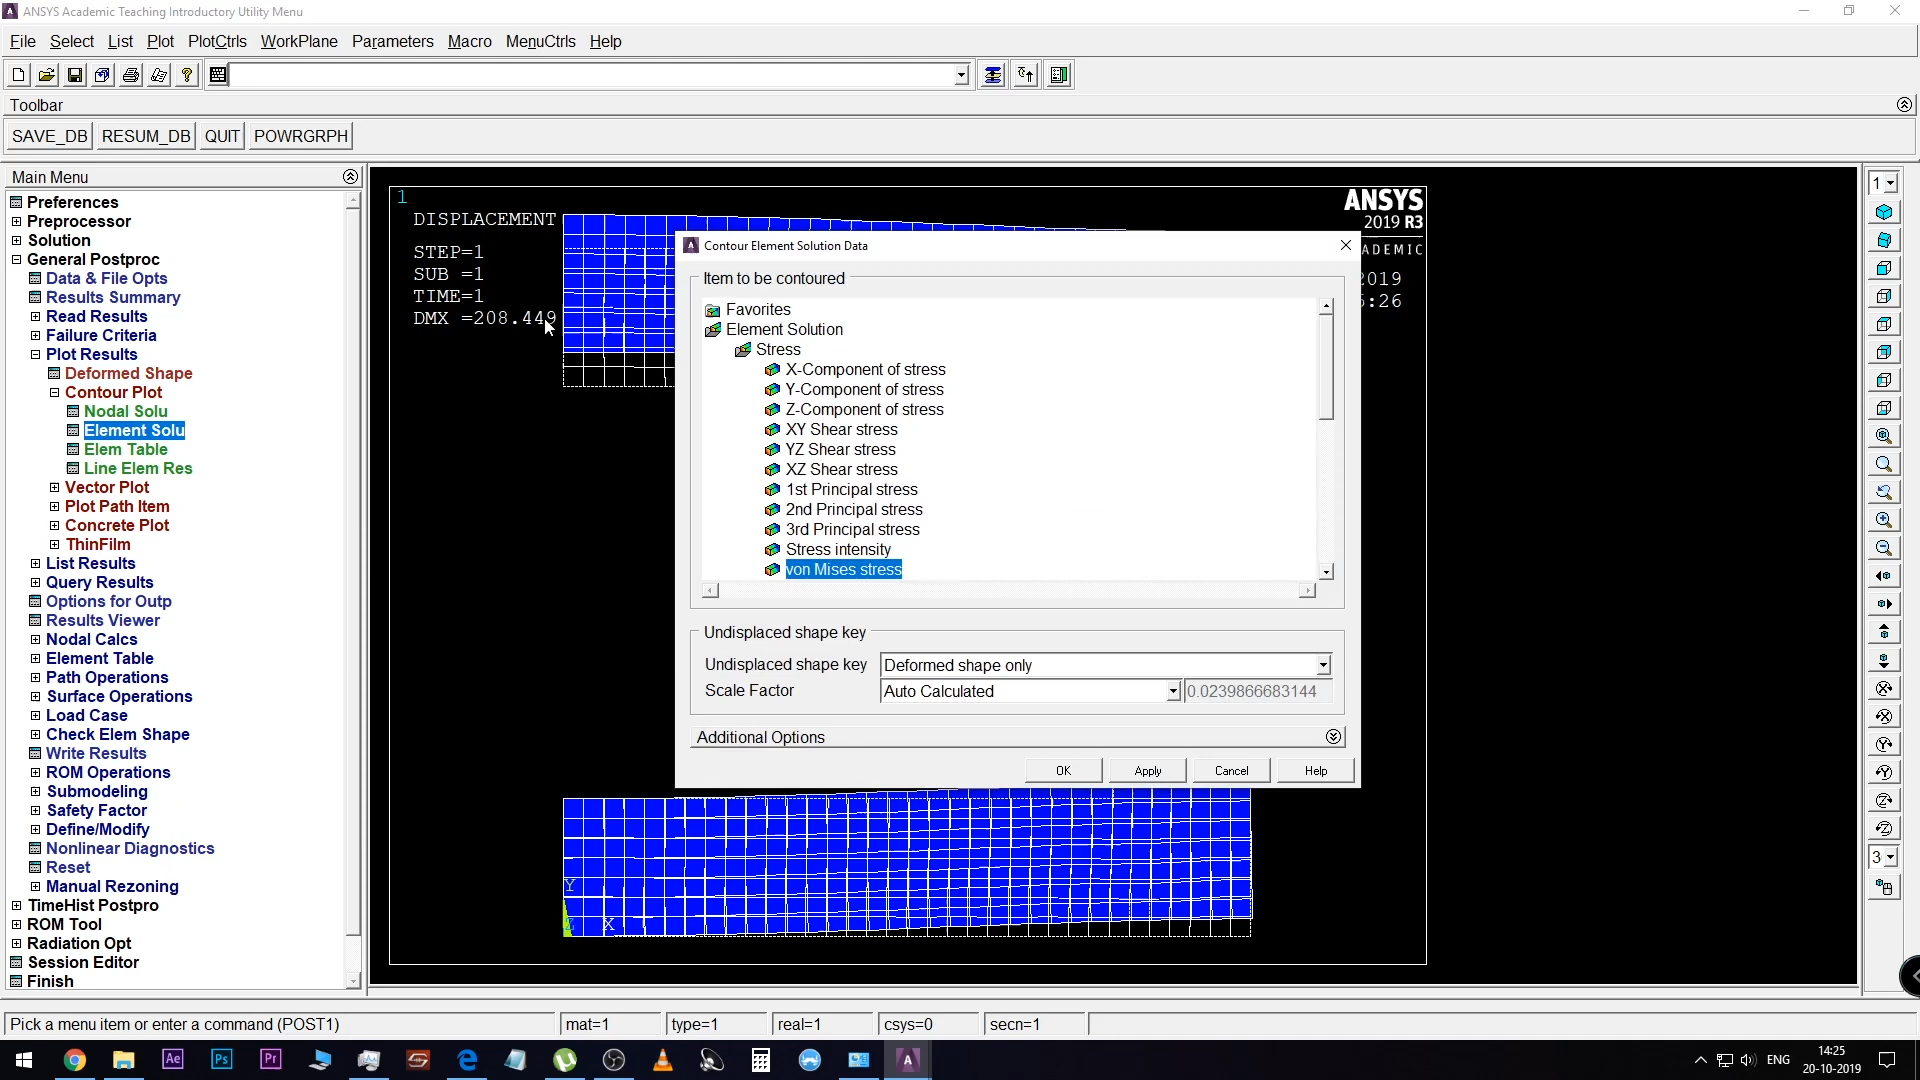 ANSYS Academic Teaching Introductory Utility Menu
File Select List Plot PlotCtrls WorkPlane Parameters Macro MenuCtrls Help
Toolbar
SAVE_DB RESUM_DB QUIT POWRGRPH
Main Menu
Preferences
Preprocessor
Solution
General Postproc
Data & File Opts
Results Summary
Read Results
Failure Criteria
Plot Results
Deformed Shape
Contour Plot
Nodal Solu
Element Solu
Elem Table
Line Elem Res
Vector Plot
Plot Path Item
Concrete Plot
ThinFilm
List Results
Query Results
Options for Outp
Results Viewer
Nodal Calcs
Element Table
Path Operations
Surface Operations
Load Case
Check Elem Shape
Write Results
ROM Operations
Submodeling
Safety Factor
Define/Modify
Nonlinear Diagnostics
Reset
Manual Rezoning
TimeHist Postpro
ROM Tool
Radiation Opt
Session Editor
Finish
1
DISPLACEMENT
STEP=1
SUB =1
TIME=1
DMX =208.449
ANSYS
2019 R3
ADEMIC
2019
:26
Contour Element Solution Data
Item to be contoured
Favorites
Element Solution
Stress
X-Component of stress
Y-Component of stress
Z-Component of stress
XY Shear stress
YZ Shear stress
XZ Shear stress
1st Principal stress
2nd Principal stress
3rd Principal stress
Stress intensity
von Mises stress
Undisplaced shape key
Undisplaced shape key Deformed shape only
Scale Factor Auto Calculated 0.0239866683144
Additional Options
OK Apply Cancel Help
Y
Z X
1
3
Pick a menu item or enter a command (POST1) mat=1 type=1 real=1 csys=0 secn=1
Ae Ps Pr
ENG
14:25
20-10-2019